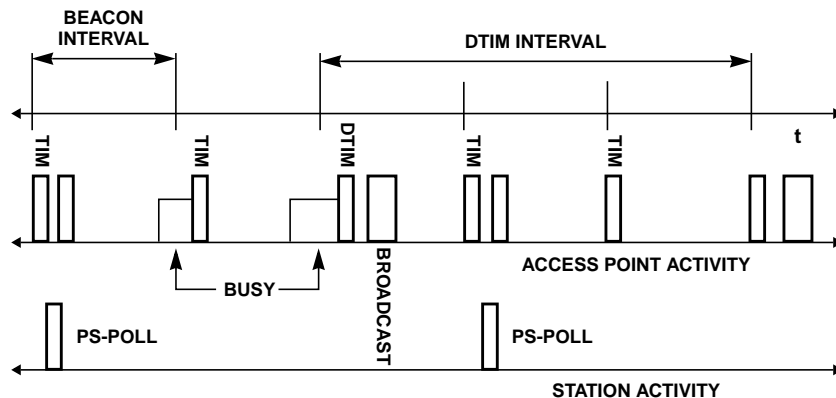 BEACON
INTERVAL
DTIM INTERVAL
TIM
TIM
DTIM
TIM
TIM
t
BROADCAST
ACCESS POINT ACTIVITY
BUSY
PS-POLL
PS-POLL
STATION ACTIVITY